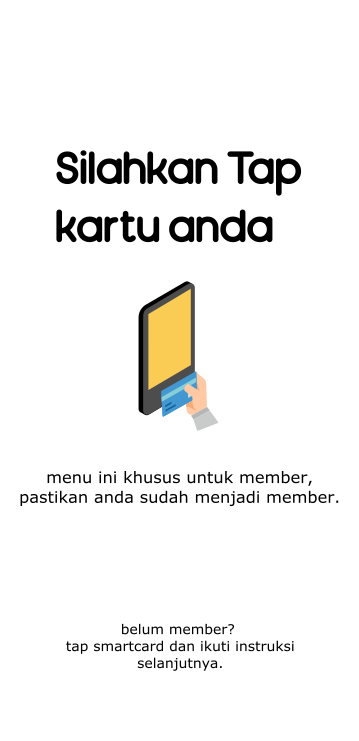 Silahkan Tap
kartu anda
menu ini khusus untuk member,
pastikan anda sudah menjadi member.
belum member?
tap smartcard dan ikuti instruksi
selanjutnya.